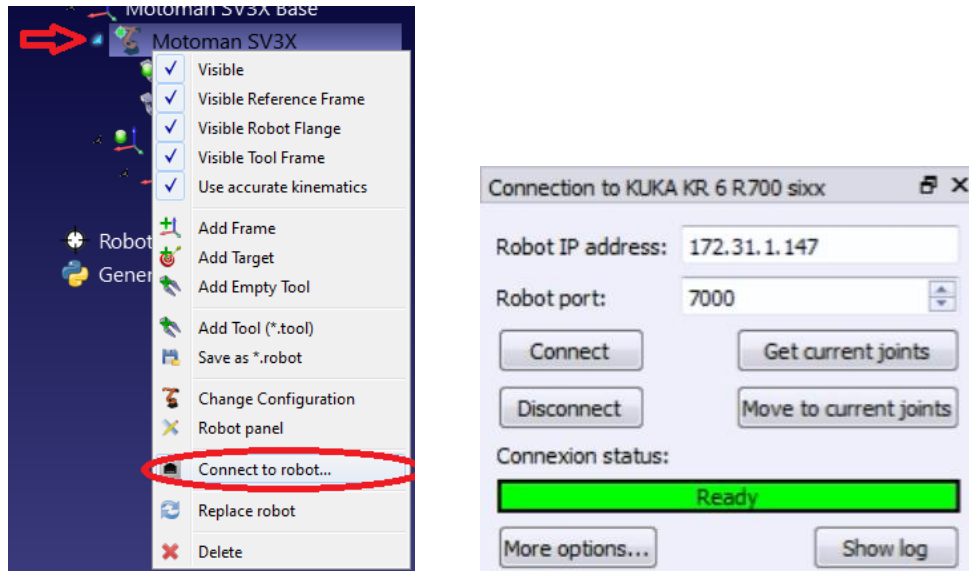 Motoman SV3X Base
Motoman SV3X
Visible
Visible Reference Frame
Visible Robot Flange
Visible Tool Frame
Use accurate kinematics
Add Frame
Robot
Add Target
Gener
Add Empty Tool
Add Tool (*.tool)
Save as *.robot
Change Configuration
Robot panel
Connect to robot...
Replace robot
Delete
Connection to KUKA KR 6 R700 sixx
Robot IP address: 172.31.1.147
Robot port: 7000
Connect Get current joints
Disconnect Move to current joints
Connexion status:
Ready
More options... Show log